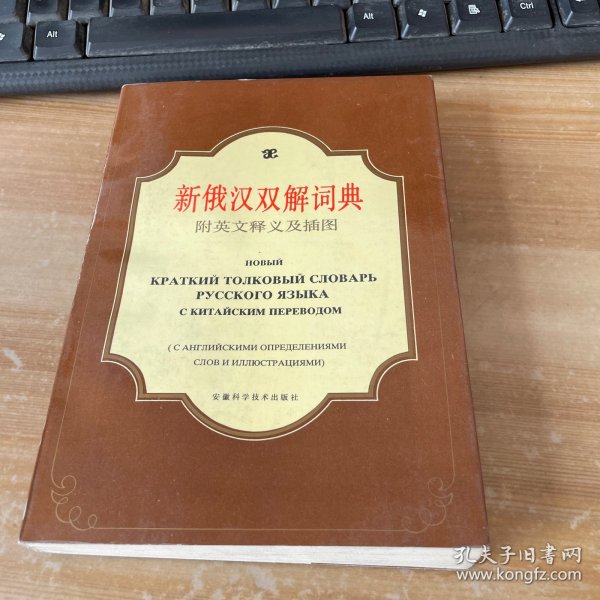 Alt
Ctrl
Alt
新俄汉双解词典
附英文释义及插图
НОВЫЙ
КРАТКИЙ ТОЛКОВЫЙ СЛОВАРЬ
РУССКОГО ЯЗЫКА
С КИТАЙСКИМ ПЕРЕВОДОМ
(С АНГЛИЙСКИМИ ОПРЕДЕЛЕНИЯМИ
СЛОВ И ИЛЛЮСТРАЦИЯМИ)
安徽科学技术出版社
孔夫子旧书网
www.kongfz.com